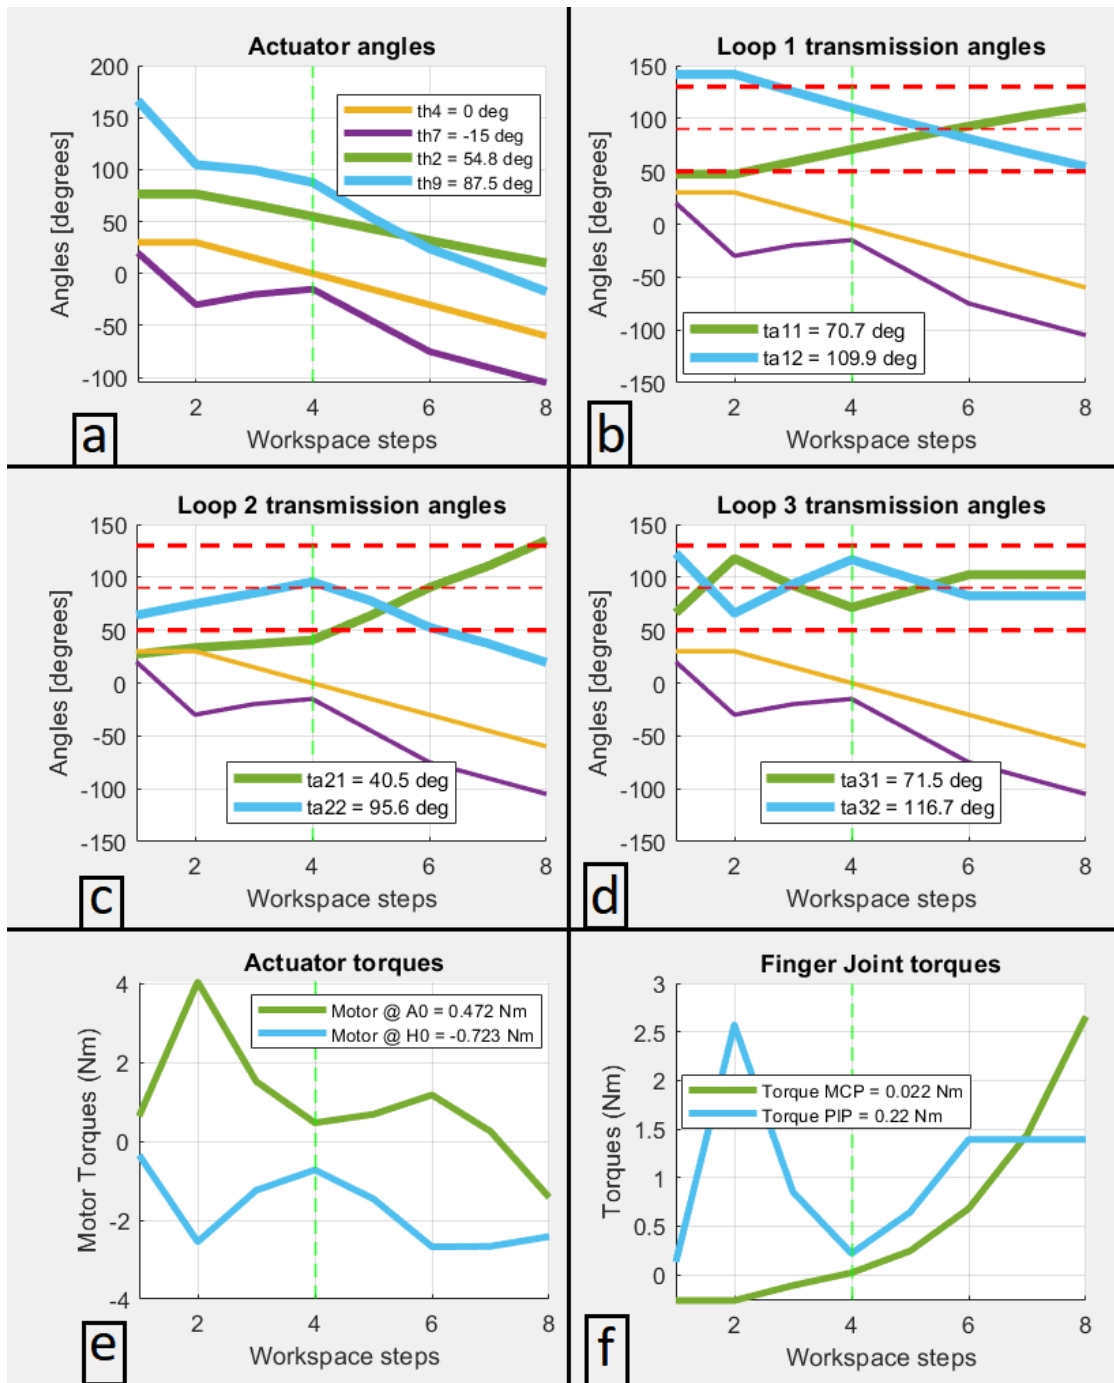 Actuator angles
200
150
100
50
0
-50
-100
Angles [degrees]
th4 = 0 deg
th7 = -15 deg
th2 = 54.8 deg
th9 = 87.5 deg
2
4
6
8
Workspace steps
a
Loop 1 transmission angles
150
100
50
0
-50
-100
-150
Angles [degrees]
ta11 = 70.7 deg
ta12 = 109.9 deg
2
4
6
8
Workspace steps
b
Loop 2 transmission angles
150
100
50
0
-50
-100
-150
Angles [degrees]
ta21 = 40.5 deg
ta22 = 95.6 deg
2
4
6
8
Workspace steps
c
Loop 3 transmission angles
150
100
50
0
-50
-100
-150
Angles [degrees]
ta31 = 71.5 deg
ta32 = 116.7 deg
2
4
6
8
Workspace steps
d
Actuator torques
4
2
0
-2
-4
Motor Torques (Nm)
Motor @ A0 = 0.472 Nm
Motor @ H0 = -0.723 Nm
2
4
6
8
Workspace steps
e
Finger Joint torques
3
2.5
2
1.5
1
0.5
0
Torques (Nm)
Torque MCP = 0.022 Nm
Torque PIP = 0.22 Nm
2
4
6
8
Workspace steps
f